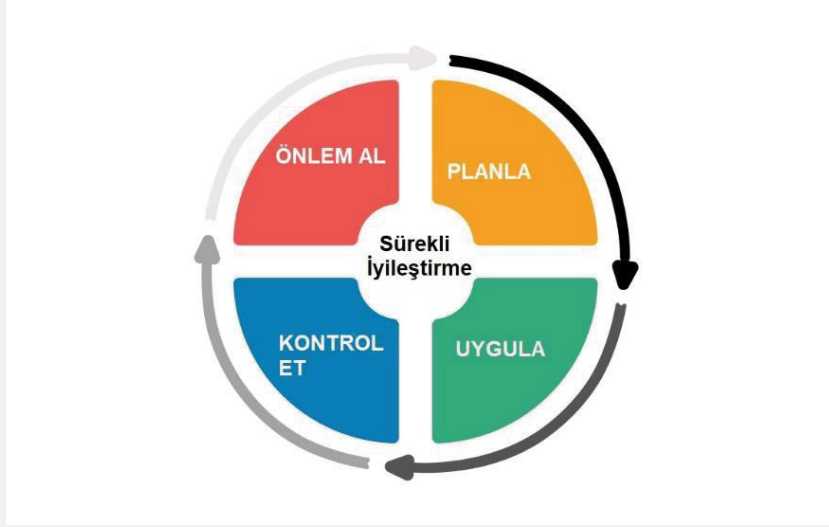 ÖNLEM AL
PLANLA
Sürekli
İyileştirme
KONTROL
ET
UYGULA